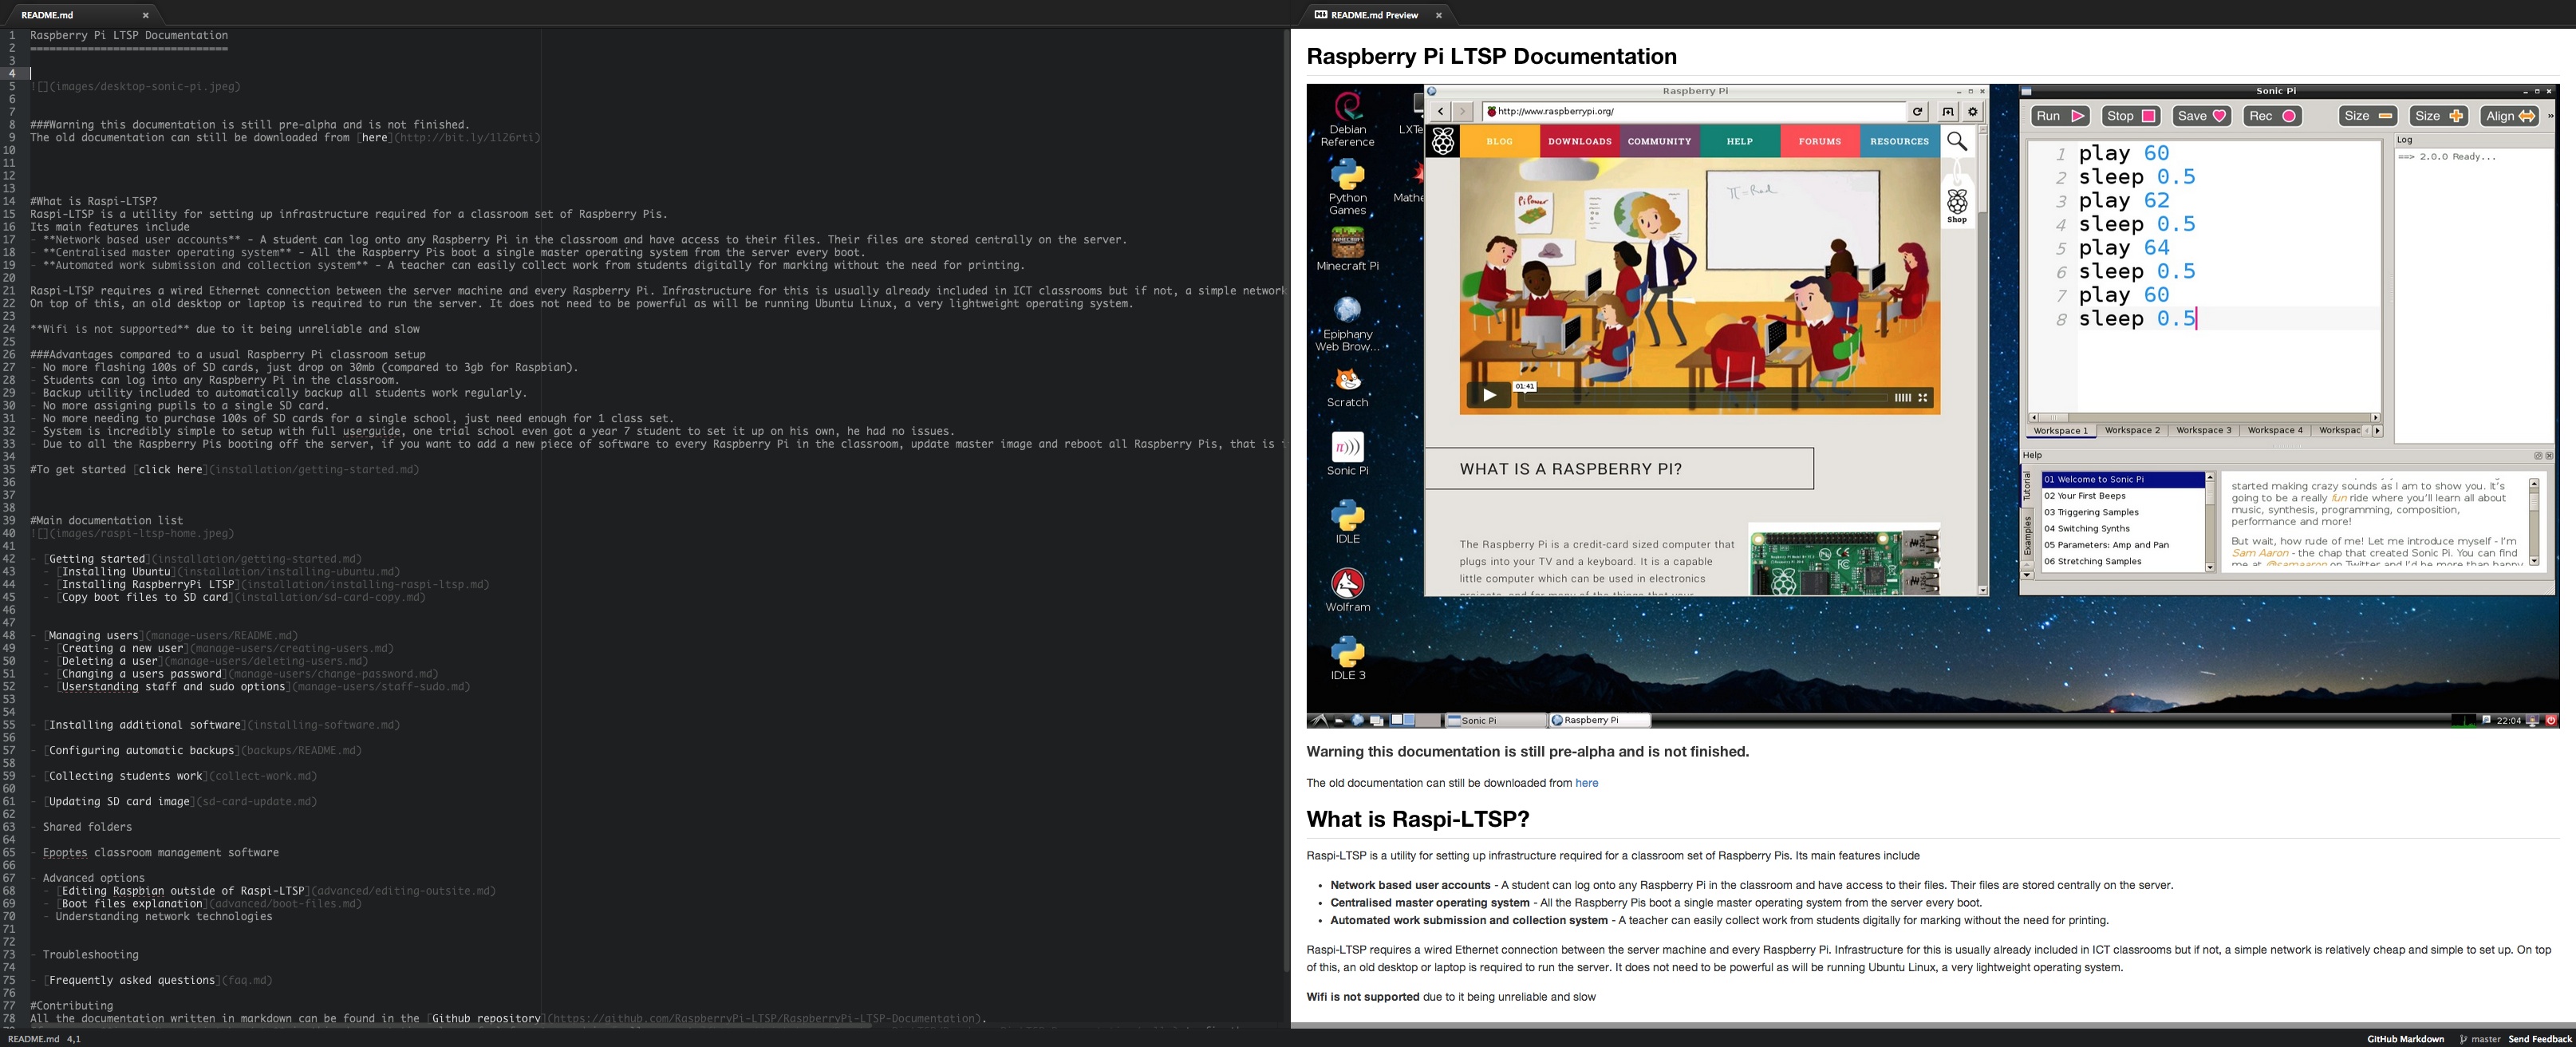 README.md
README.md Preview
1 Raspberry Pi LTSP Documentation
2 ===============================
3
4
5 ![](images/desktop-sonic-pi.jpeg)
6
7
8 ###Warning this documentation is still pre-alpha and is not finished.
9 The old documentation can still be downloaded from [here](http://bit.ly/1l26rti)
10
11
12
13
14 #What is Raspi-LTSP?
15 Raspi-LTSP is a utility for setting up infrastructure required for a classroom set of Raspberry Pis.
16 Its main features include
17 - **Network based user accounts** - A student can log onto any Raspberry Pi in the classroom and have access to their files. Their files are stored centrally on the server.
18 - **Centralised master operating system** - All the Raspberry Pis boot a single master operating system from the server every boot.
19 - **Automated work submission and collection system** - A teacher can easily collect work from students digitally for marking without the need for printing.
20
21 Raspi-LTSP requires a wired Ethernet connection between the server machine and every Raspberry Pi. Infrastructure for this is usually already included in ICT classrooms but if not, a simple network
22 On top of this, an old desktop or laptop is required to run the server. It does not need to be powerful as will be running Ubuntu Linux, a very lightweight operating system.
23
24 **Wifi is not supported** due to it being unreliable and slow
25
26 ###Advantages compared to a usual Raspberry Pi classroom setup
27 - No more flashing 100s of SD cards, just drop on 30mb (compared to 3gb for Raspbian).
28 - Students can log into any Raspberry Pi in the classroom.
29 - Backup utility included to automatically backup all students work regularly.
30 - No more assigning pupils to a single SD card.
31 - No more needing to purchase 100s of SD cards for a single school, just need enough for 1 class set.
32 - System is incredibly simple to setup with full userguide, one trial school even got a year 7 student to set it up on his own, he had no issues.
33 - Due to all the Raspberry Pis booting off the server, if you want to add a new piece of software to every Raspberry Pi in the classroom, update master image and reboot all Raspberry Pis, that is
34
35 #To get started [click here](installation/getting-started.md)
36
37
38
39 #Main documentation list
40 ![](images/raspi-ltsp-home.jpeg)
41
42 - [Getting started](installation/getting-started.md)
43 - [Installing Ubuntu](installation/installing-ubuntu.md)
44 - [Installing RaspberryPi LTSP](installation/installing-raspi-ltsp.md)
45 - [Copy boot files to SD card](installation/sd-card-copy.md)
46
47
48 - [Managing users](manage-users/README.md)
49 - [Creating a new user](manage-users/creating-users.md)
50 - [Deleting a user](manage-users/deleting-users.md)
51 - [Changing a users password](manage-users/change-password.md)
52 - [Userstanding staff and sudo options](manage-users/staff-sudo.md)
53
54
55 - [Installing additional software](installing-software.md)
56
57 - [Configuring automatic backups](backups/README.md)
58
59 - [Collecting students work](collect-work.md)
60
61 - [Updating SD card image](sd-card-update.md)
62
63 - Shared folders
64
65 - Epoptes classroom management software
66
67 - Advanced options
68 - [Editing Raspbian outside of Raspi-LTSP](advanced/editing-outsite.md)
69 - [Boot files explanation](advanced/boot-files.md)
70 - Understanding network technologies
71
72
73 - Troubleshooting
74
75 - [Frequently asked questions](faq.md)
76
77 #Contributing
78 All the documentation written in markdown can be found in the [Github repository](https://github.com/RaspberryPi-LTSP/RaspberryPi-LTSP-Documentation).
README.md 4,1
Raspberry Pi LTSP Documentation
Debian
Reference
LXTe
Python
Games
Mathe
Minecraft Pi
Epiphany
Web Brow...
Scratch
Sonic Pi
IDLE
Wolfram
IDLE 3
Raspberry Pi
http://www.raspberrypi.org/
BLOG DOWNLOADS COMMUNITY HELP FORUMS RESOURCES
Shop
Pi Power
π=Rad
01:41
WHAT IS A RASPBERRY PI?
The Raspberry Pi is a credit-card sized computer that
plugs into your TV and a keyboard. It is a capable
little computer which can be used in electronics
projects, and for many of the things that your
Sonic Pi
Run Stop Save Rec Size Size Align »
1 play 60
2 sleep 0.5
3 play 62
4 sleep 0.5
5 play 64
6 sleep 0.5
7 play 60
8 sleep 0.5
Log
==> 2.0.0 Ready...
Workspace 1 Workspace 2 Workspace 3 Workspace 4 Workspac
Help
Tutorial
Examples
01 Welcome to Sonic Pi
02 Your First Beeps
03 Triggering Samples
04 Switching Synths
05 Parameters: Amp and Pan
06 Stretching Samples
started making crazy sounds as I am to show you. It's
going to be a really fun ride where you'll learn all about
music, synthesis, programming, composition,
performance and more!
But wait, how rude of me! Let me introduce myself - I'm
Sam Aaron - the chap that created Sonic Pi. You can find
me at @samaaron on Twitter and I'd be more than happy
Sonic Pi Raspberry Pi 22:04
Warning this documentation is still pre-alpha and is not finished.
The old documentation can still be downloaded from here
What is Raspi-LTSP?
Raspi-LTSP is a utility for setting up infrastructure required for a classroom set of Raspberry Pis. Its main features include
• Network based user accounts - A student can log onto any Raspberry Pi in the classroom and have access to their files. Their files are stored centrally on the server.
• Centralised master operating system - All the Raspberry Pis boot a single master operating system from the server every boot.
• Automated work submission and collection system - A teacher can easily collect work from students digitally for marking without the need for printing.
Raspi-LTSP requires a wired Ethernet connection between the server machine and every Raspberry Pi. Infrastructure for this is usually already included in ICT classrooms but if not, a simple network is relatively cheap and simple to set up. On top
of this, an old desktop or laptop is required to run the server. It does not need to be powerful as will be running Ubuntu Linux, a very lightweight operating system.
Wifi is not supported due to it being unreliable and slow
GitHub Markdown master Send Feedback